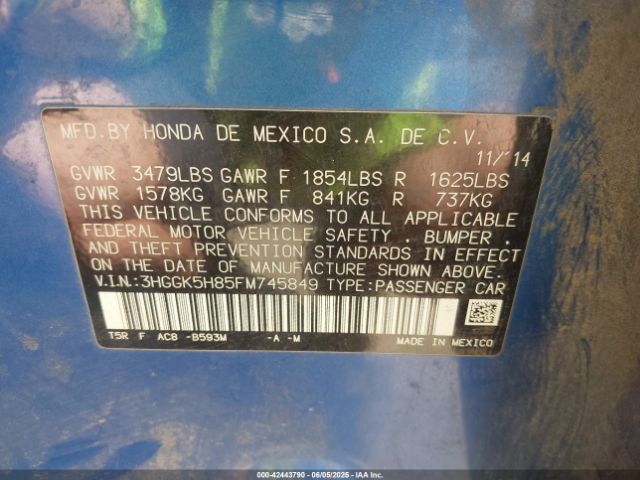 MFD.BY HONDA DE MEXICO S.A. DE C.V.
11/'14
GVWR 3479LBS GAWR F 1854LBS R 1625LBS
GVWR 1578KG GAWR F 841KG R 737KG
THIS VEHICLE CONFORMS TO ALL APPLICABLE
FEDERAL MOTOR VEHICLE SAFETY , BUMPER ,
AND THEFT PREVENTION STANDARDS IN EFFECT
ON THE DATE OF MANUFACTURE SHOWN ABOVE.
V.I.N.:3HGGK5H85FM745849 TYPE:PASSENGER CAR
T5R F AC8 -B593M -A -M MADE IN MEXICO
000-42443790 - 06/05/2025 - IAAI.com